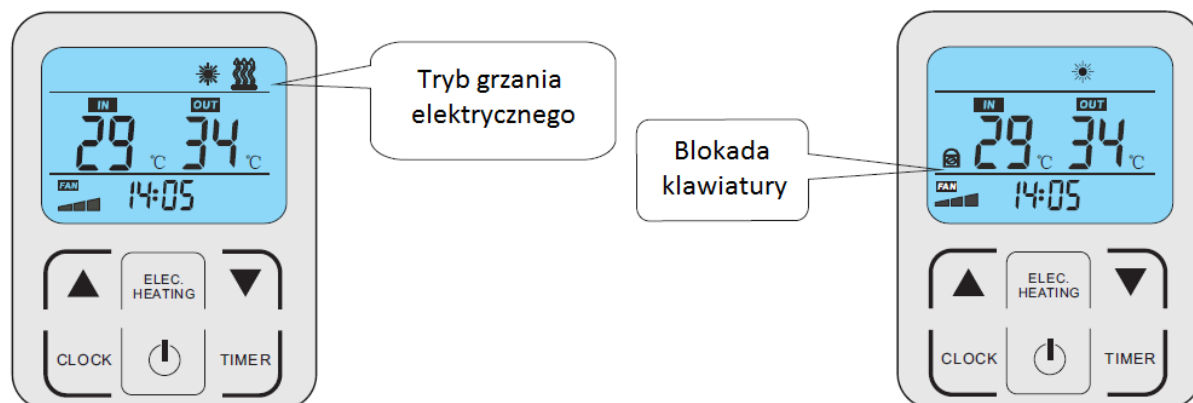 IN OUT
29 °C 34 °C
FAN 14:05
ELEC.
HEATING
CLOCK TIMER
Tryb grzania
elektrycznego
Blokada
klawiatury
IN OUT
29 °C 34 °C
FAN 14:05
ELEC.
HEATING
CLOCK TIMER